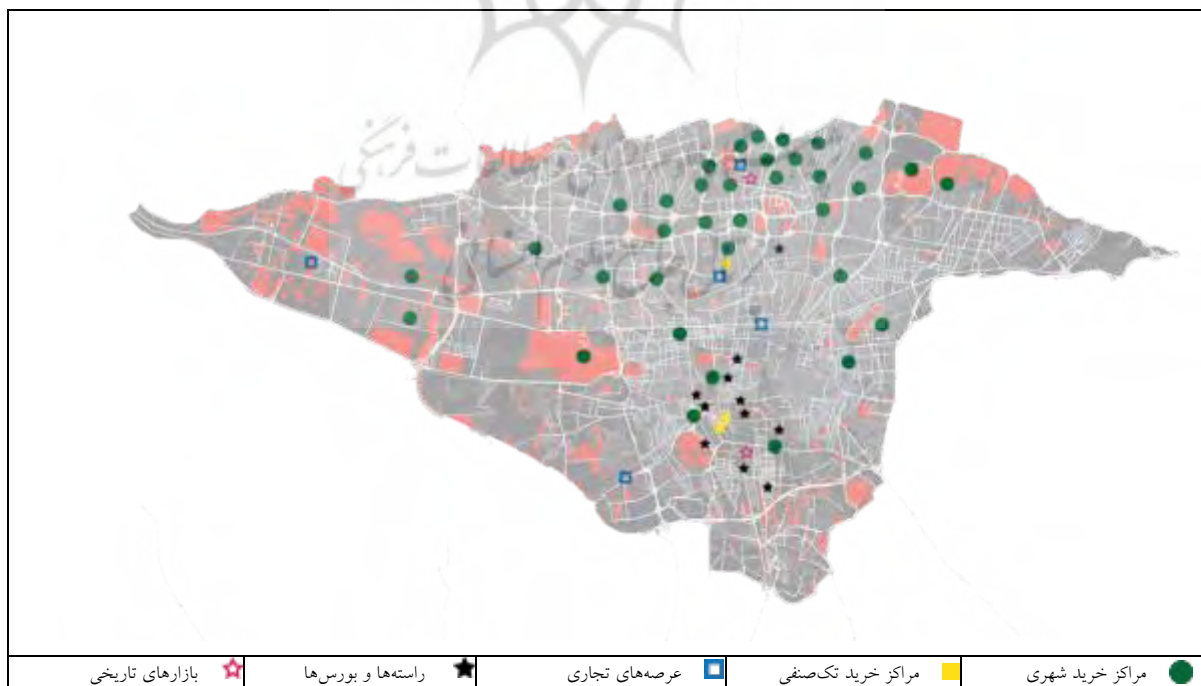 مراکز خرید شهری
مراکز خرید تک‌صنفی
عرصه‌های تجاری
راسته‌ها و بورس‌ها
بازارهای تاریخی